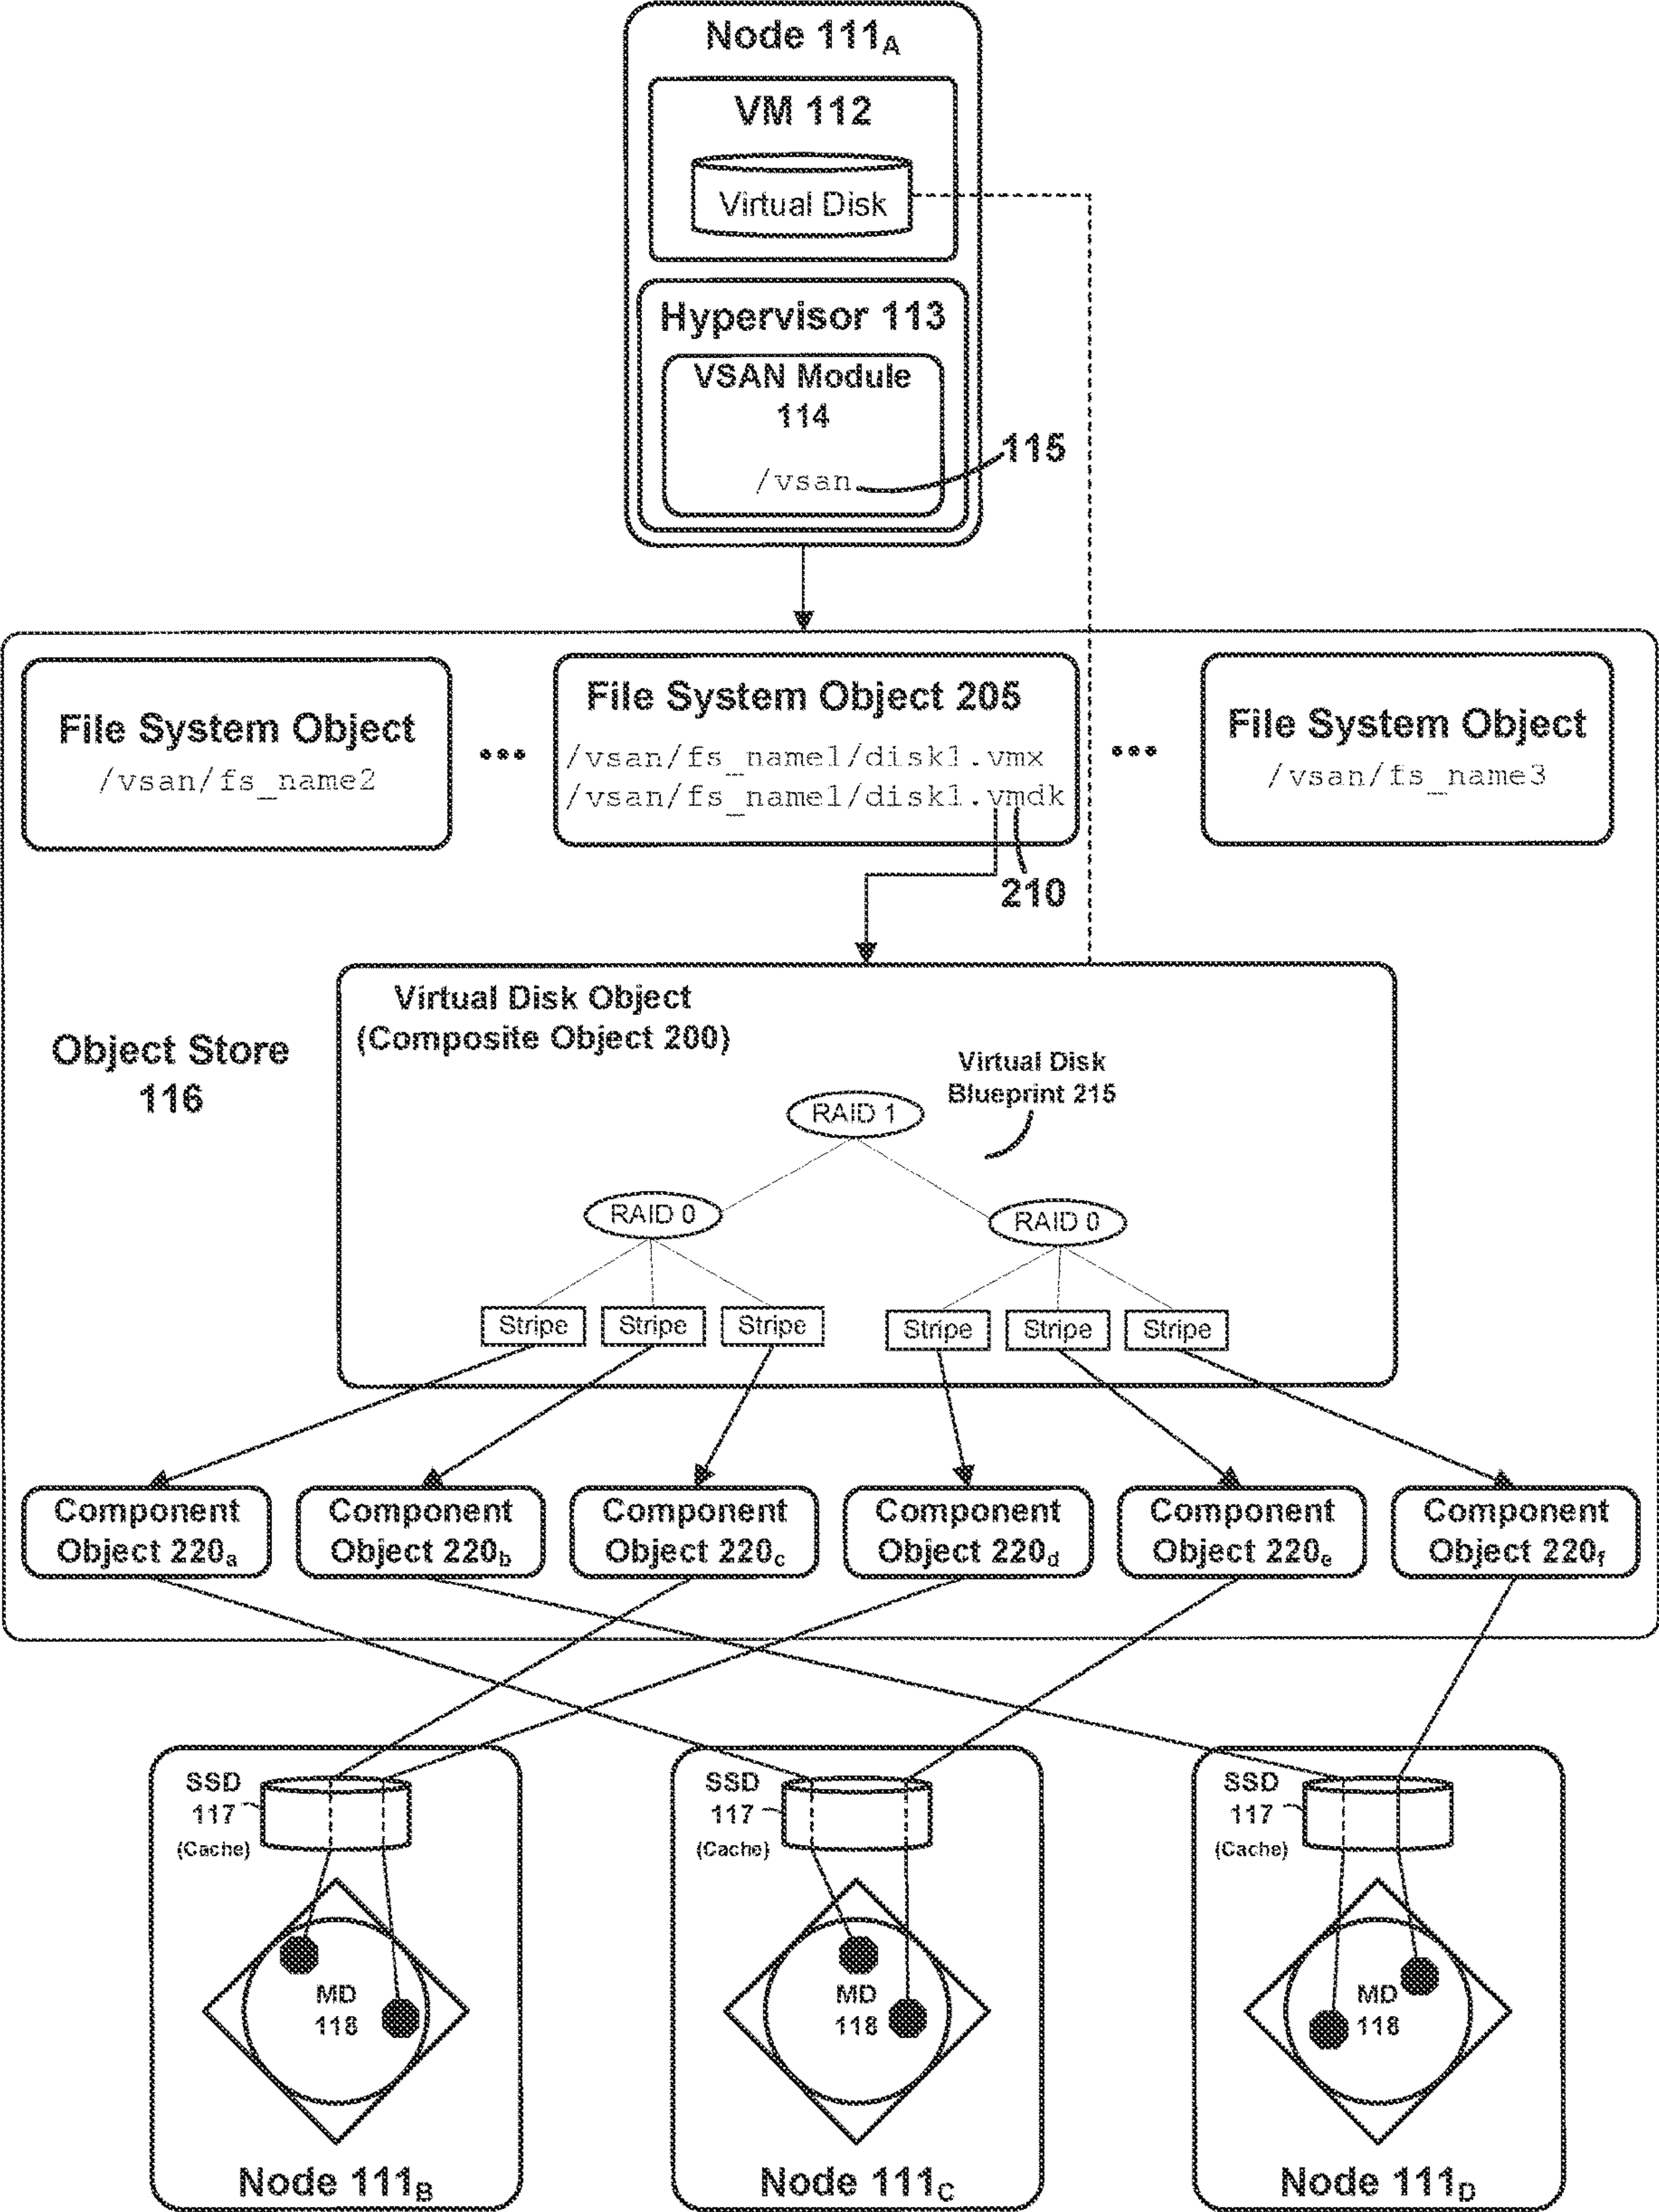 Node 111A
VM 112
Virtual Disk
Hypervisor 113
VSAN Module
114
/vsan
115
File System Object
/vsan/fs_name2
...
File System Object 205
/vsan/fs_name1/disk1.vmx
/vsan/fs_name1/disk1.vmdk
...
File System Object
/vsan/fs_name3
210
Object Store
116
Virtual Disk Object
(Composite Object 200)
Virtual Disk
Blueprint 215
RAID 1
RAID 0
RAID 0
Stripe
Stripe
Stripe
Stripe
Stripe
Stripe
Component
Object 220a
Component
Object 220b
Component
Object 220c
Component
Object 220d
Component
Object 220e
Component
Object 220f
SSD
117
(Cache)
MD
118
Node 111B
SSD
117
(Cache)
MD
118
Node 111C
SSD
117
(Cache)
MD
118
Node 111D